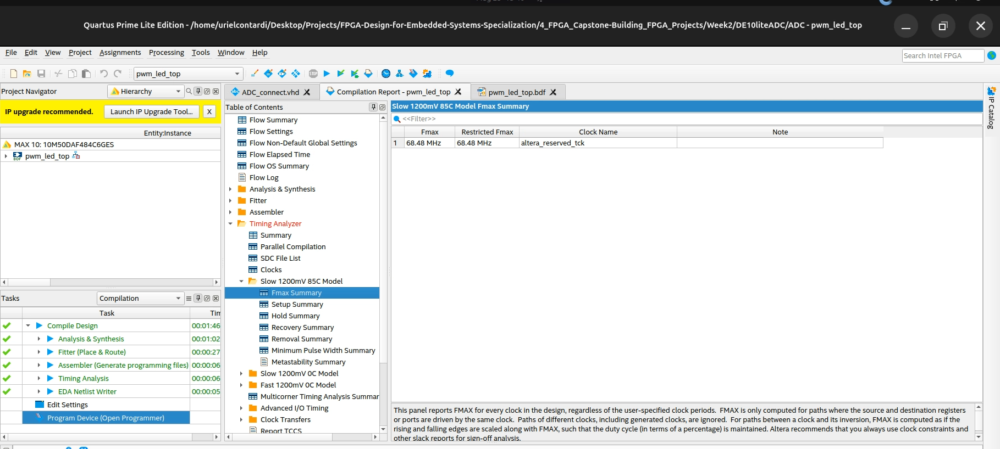 Quartus Prime Lite Edition - /home/urielcontardi/Desktop/Projects/FPGA-Design-for-Embedded-Systems-Specialization/4_FPGA_Capstone-Building_FPGA_Projects/Week2/DE10liteADC/ADC - pwm_led_top
File Edit View Project Assignments Processing Tools Window Help
Search Intel FPGA
pwm_led_top
STOP
Project Navigator
Hierarchy
IP upgrade recommended.
Launch IP Upgrade Tool...
X
Entity:Instance
MAX 10: 10M50DAF484C6GES
BDF
pwm_led_top
Tasks
Compilation
Task
Compile Design 00:01:46
Analysis & Synthesis 00:01:02
Fitter (Place & Route) 00:00:27
Assembler (Generate programming files) 00:00:06
Timing Analysis 00:00:06
EDA Netlist Writer 00:00:05
Edit Settings
Program Device (Open Programmer)
ADC_connect.vhd
Compilation Report - pwm_led_top
pwm_led_top.bdf
Table of Contents
Flow Summary
Flow Settings
Flow Non-Default Global Settings
Flow Elapsed Time
Flow OS Summary
Flow Log
Analysis & Synthesis
Fitter
Assembler
Timing Analyzer
Summary
Parallel Compilation
SDC File List
Clocks
Slow 1200mV 85C Model
Fmax Summary
Setup Summary
Hold Summary
Recovery Summary
Removal Summary
Minimum Pulse Width Summary
Metastability Summary
Slow 1200mV 0C Model
Fast 1200mV 0C Model
Multicorner Timing Analysis Summar
Advanced I/O Timing
Clock Transfers
Report TCCS
Slow 1200mV 85C Model Fmax Summary
<<Filter>>
Fmax Restricted Fmax Clock Name Note
1 68.48 MHz 68.48 MHz altera_reserved_tck
This panel reports FMAX for every clock in the design, regardless of the user-specified clock periods. FMAX is only computed for paths where the source and destination registers
or ports are driven by the same clock. Paths of different clocks, including generated clocks, are ignored. For paths between a clock and its inversion, FMAX is computed as if the
rising and falling edges are scaled along with FMAX, such that the duty cycle (in terms of a percentage) is maintained. Altera recommends that you always use clock constraints and
other slack reports for sign-off analysis.
IP Catalog